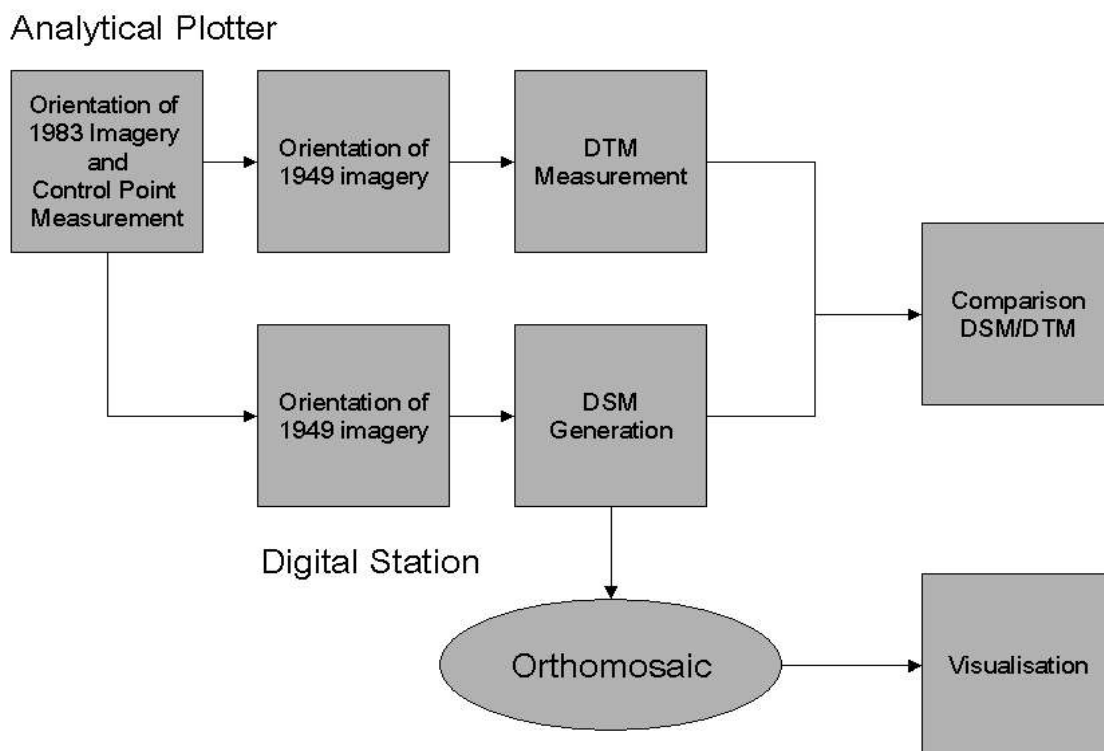 Analytical Plotter
Orientation of
1983 Imagery
and
Control Point
Measurement
Orientation of
1949 imagery
DTM
Measurement
Comparison
DSM/DTM
Orientation of
1949 imagery
DSM
Generation
Digital Station
Orthomosaic
Visualisation